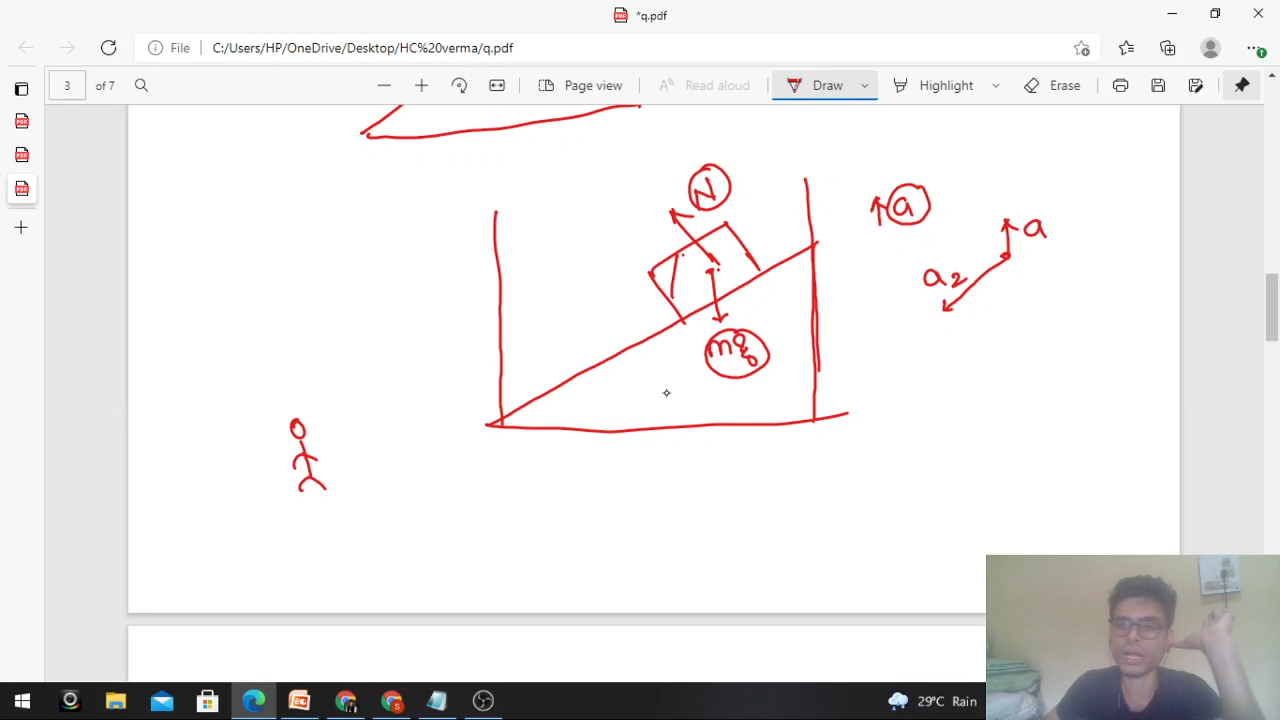 *q.pdf
File
C:/Users/HP/OneDrive/Desktop/HC%20verma/q.pdf
3
of 7
Page view
Read aloud
Draw
Highlight
Erase
N
a
a
a2
mg
29°C Rain